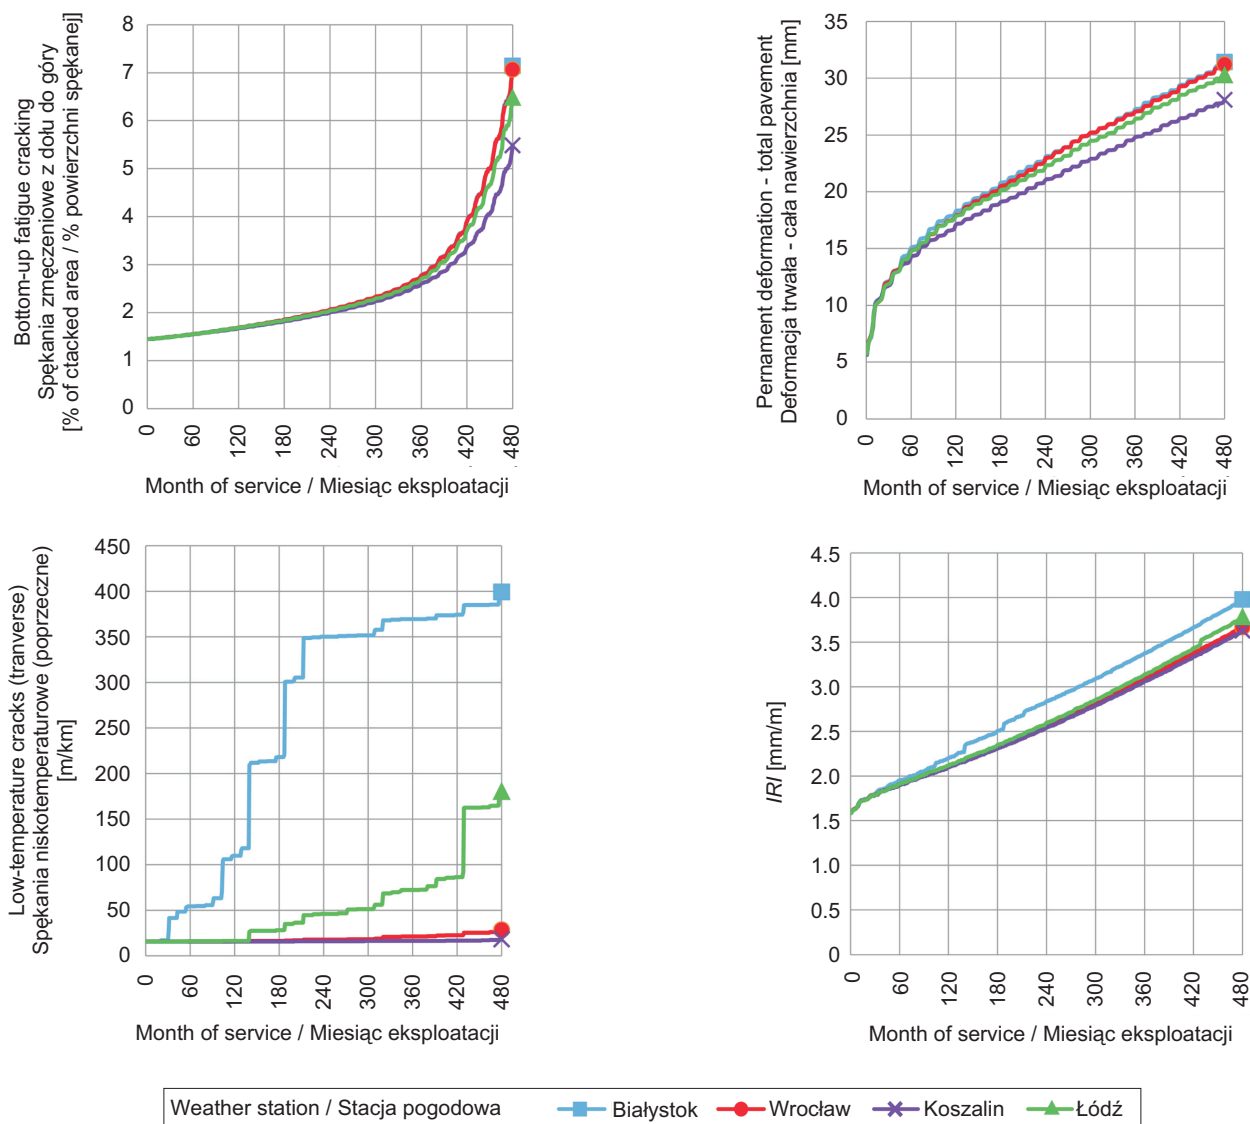 Bottom-up fatigue cracking
Spękania zmęczeniowe z dołu do góry
[% of ctacked area / % powierzchni spękanej]
8
7
6
5
4
3
2
1
0
0 60 120 180 240 300 360 420 480
Month of service / Miesiąc eksploatacji
Pernament deformation - total pavement
Deformacja trwała - cała nawierzchnia [mm]
35
30
25
20
15
10
5
0
0 60 120 180 240 300 360 420 480
Month of service / Miesiąc eksploatacji
Low-temperature cracks (tranverse)
Spękania niskotemperaturowe (poprzeczne)
[m/km]
450
400
350
300
250
200
150
100
50
0
0 60 120 180 240 300 360 420 480
Month of service / Miesiąc eksploatacji
IRI [mm/m]
4.5
4.0
3.5
3.0
2.5
2.0
1.5
1.0
0.5
0
0 60 120 180 240 300 360 420 480
Month of service / Miesiąc eksploatacji
Weather station / Stacja pogodowa Białystok Wrocław Koszalin Łódź